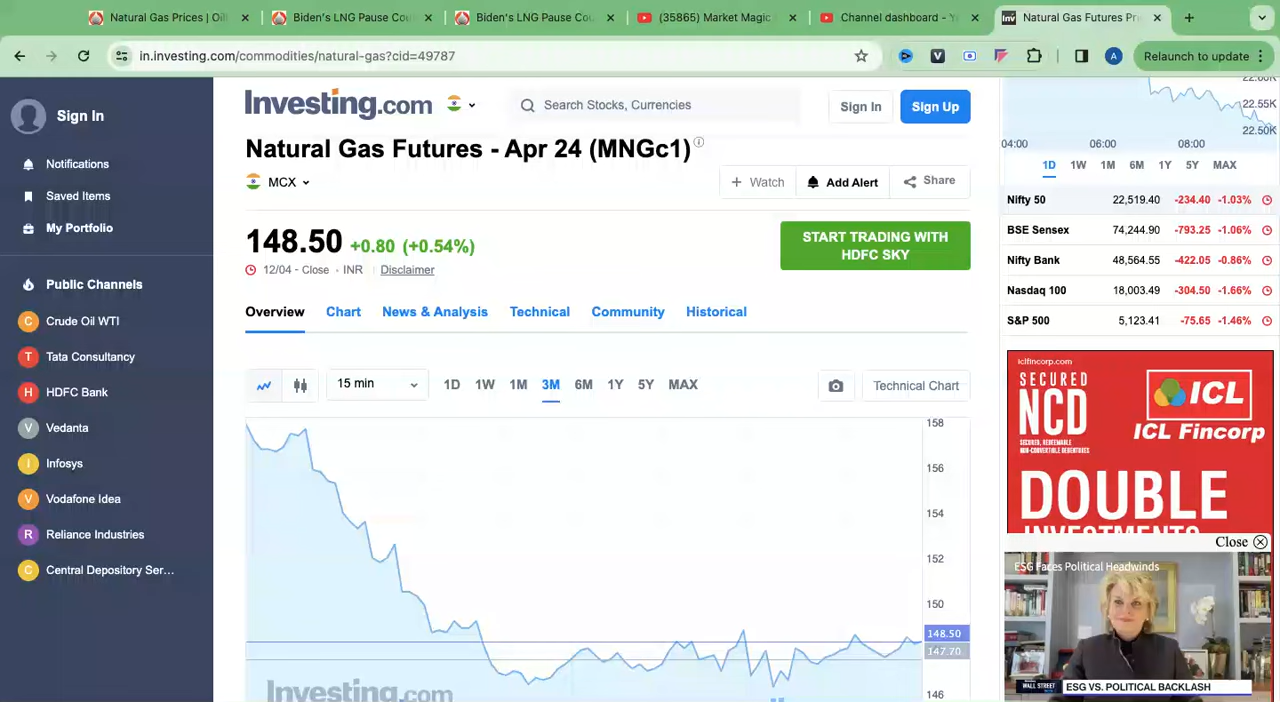 Natural Gas Prices | Oil
Biden's LNG Pause Cou
Biden's LNG Pause Co
(35865) Market Magic
Channel dashboard - Y
Natural Gas Futures Pr
in.investing.com/commodities/natural-gas?cid=49787
V
A
Relaunch to update
Sign In
Notifications
Saved Items
My Portfolio
Public Channels
C Crude Oil WTI
T Tata Consultancy
H HDFC Bank
V Vedanta
I Infosys
V Vodafone Idea
R Reliance Industries
C Central Depository Ser...
Investing.com
Search Stocks, Currencies
Sign In
Sign Up
Natural Gas Futures - Apr 24 (MNGc1)
MCX
Watch
Add Alert
Share
148.50 +0.80 (+0.54%)
12/04 - Close · INR
Disclaimer
START TRADING WITH
HDFC SKY
Overview
Chart
News & Analysis
Technical
Community
Historical
15 min
1D 1W 1M 3M 6M 1Y 5Y MAX
Technical Chart
158
156
154
152
150
148.50
147.70
146
Investing.com
22.55K
22.50K
04:00 06:00 08:00
1D 1W 1M 6M 1Y 5Y MAX
Nifty 50 22,519.40 -234.40 -1.03%
BSE Sensex 74,244.90 -793.25 -1.06%
Nifty Bank 48,564.55 -422.05 -0.86%
Nasdaq 100 18,003.49 -304.50 -1.66%
S&P 500 5,123.41 -75.65 -1.46%
iclfincorp.com
SECURED
NCD
SECURED, REDEEMABLE
NON-CONVERTIBLE DEBENTURES
ICL
ICL Fincorp
DOUBLE
INVESTMENTS
Close
ESG Faces Political Headwinds
WALL STREET
ESG VS. POLITICAL BACKLASH